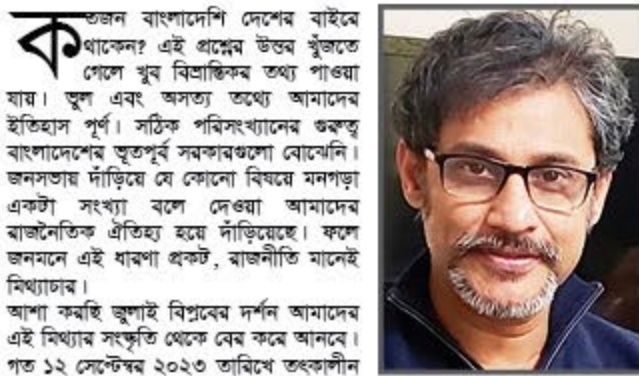 কতজন বাংলাদেশি দেশের বাইরে
থাকেন? এই প্রশ্নের উত্তর খুঁজতে
গেলে খুব বিভ্রান্তিকর তথ্য পাওয়া
যায়। ভুল এবং অসত্য তথ্যে আমাদের
ইতিহাস পূর্ণ। সঠিক পরিসংখ্যানের গুরুত্ব
বাংলাদেশের ভূতপূর্ব সরকারগুলো বোঝেনি।
জনসভায় দাঁড়িয়ে যে কোনো বিষয়ে মনগড়া
একটা সংখ্যা বলে দেওয়া আমাদের
রাজনৈতিক ঐতিহ্য হয়ে দাঁড়িয়েছে। ফলে
জনমনে এই ধারণা প্রকট, রাজনীতি মানেই
মিথ্যাচার।
আশা করছি জুলাই বিপ্লবের দর্শন আমাদের
এই মিথ্যার সংস্কৃতি থেকে বের করে আনবে।
গত ১২ সেপ্টেম্বর ২০২৩ তারিখে তৎকালীন